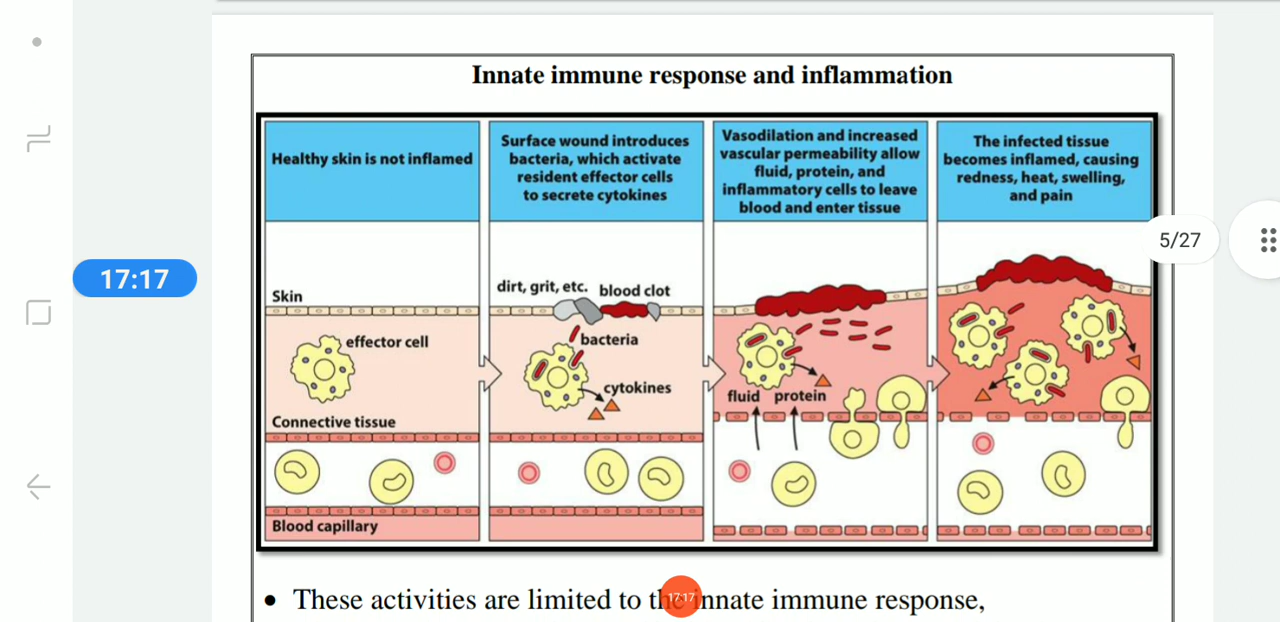 Innate immune response and inflammation
Healthy skin is not inflamed
Surface wound introduces
bacteria, which activate
resident effector cells
to secrete cytokines
Vasodilation and increased
vascular permeability allow
fluid, protein, and
inflammatory cells to leave
blood and enter tissue
The infected tissue
becomes inflamed, causing
redness, heat, swelling,
and pain
5/27
17:17
Skin
effector cell
Connective tissue
Blood capillary
dirt, grit, etc. blood clot
bacteria
cytokines
fluid protein
• These activities are limited to the innate immune response,
17:17